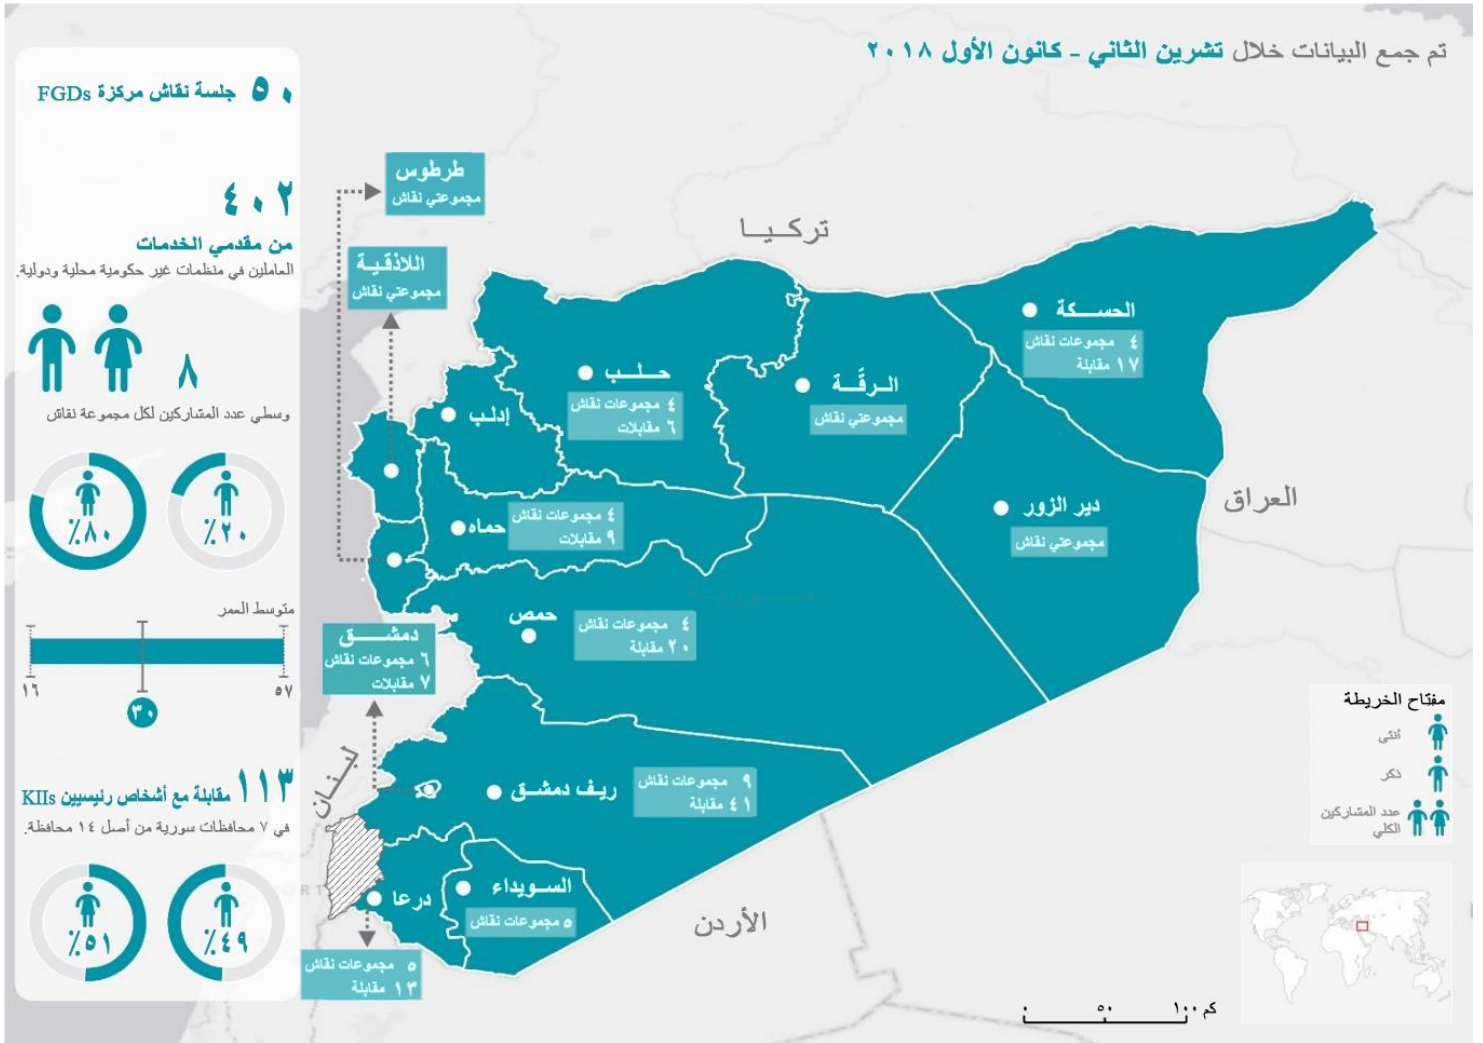 تم جمع البيانات خلال تشرين الثاني - كانون الأول ٢٠١٨
٥٠ جلسة نقاش مركزة FGDs
٤٠٢
من مقدمي الخدمات
العاملين في منظمات غير حكومية محلية ودولية.
٨
وسطي عدد المشاركين لكل مجموعة نقاش
٢٠٪
٨٠٪
متوسط العمر
١٦
٥٧
٣٠
١١٣ مقابلة مع أشخاص رئيسيين KIIs
في ٧ محافظات سورية من أصل ١٤ محافظة.
٤٩٪
٥١٪
طرطوس
مجموعتي نقاش
اللاذقية
مجموعتي نقاش
تركيا
الحسكة
٤ مجموعات نقاش
١٧ مقابلة
حلب
٤ مجموعات نقاش
٦ مقابلات
الرقّة
مجموعتي نقاش
إدلب
دير الزور
مجموعتي نقاش
العراق
حماه
٤ مجموعات نقاش
٩ مقابلات
سورية
حمص
٤ مجموعات نقاش
٢٠ مقابلة
دمشق
٦ مجموعات نقاش
٧ مقابلات
لبنان
ريف دمشق
٩ مجموعات نقاش
٤١ مقابلة
السويداء
٥ مجموعات نقاش
درعا
٥ مجموعات نقاش
١٣ مقابلة
الأردن
مفتاح الخريطة
أنثى
ذكر
عدد المشاركين
الكلي
٠ ٥٠ ١٠٠ كم